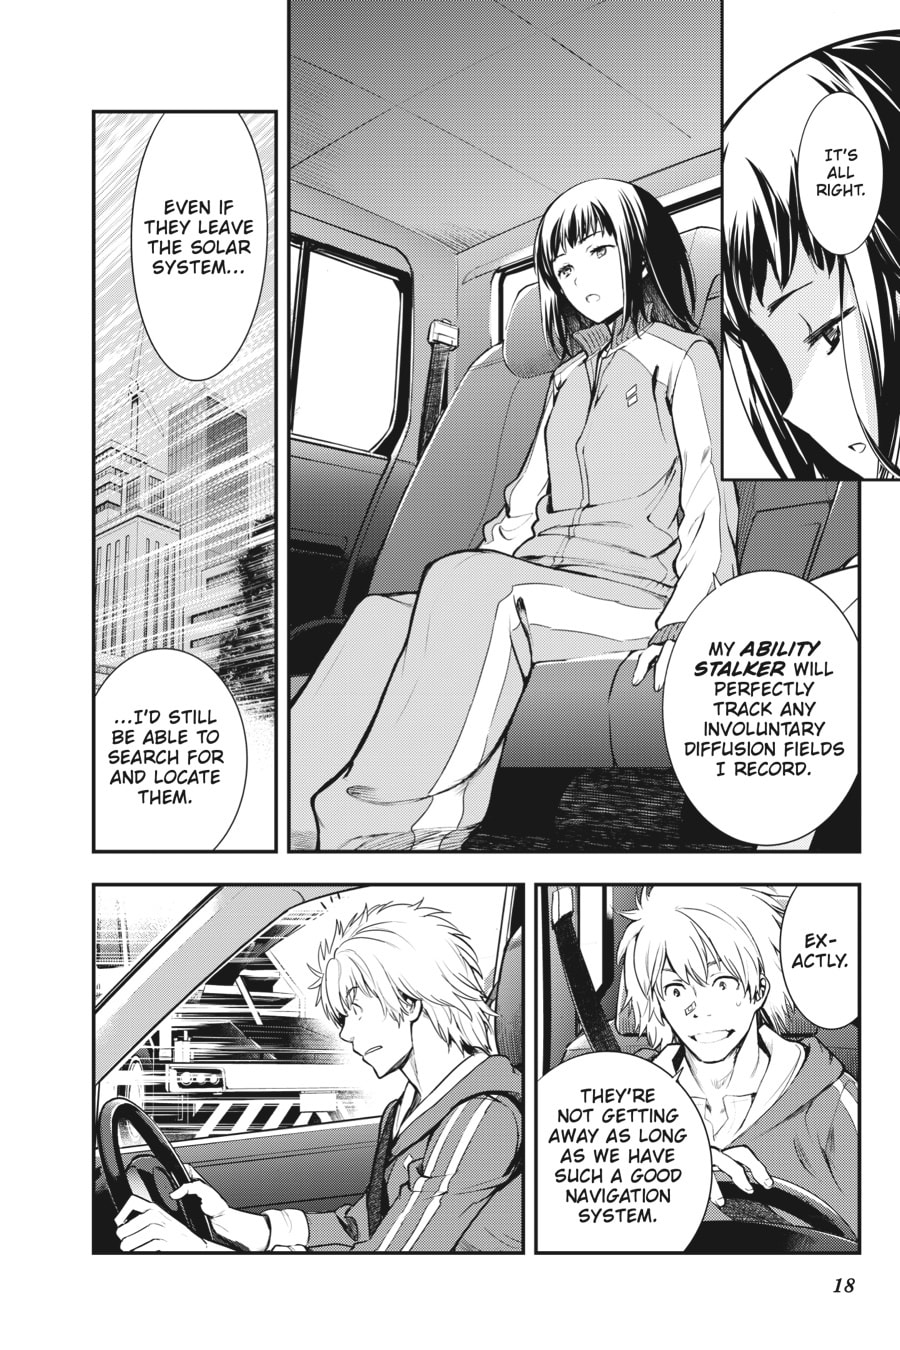 IT'S
ALL
RIGHT.
MY ABILITY
STALKER WILL
PERFECTLY
TRACK ANY
INVOLUNTARY
DIFFUSION FIELDS
I RECORD.
EVEN IF
THEY LEAVE
THE SOLAR
SYSTEM...
...I'D STILL
BE ABLE TO
SEARCH FOR
AND LOCATE
THEM.
EX-
ACTLY.
THEY'RE
NOT GETTING
AWAY AS LONG
AS WE HAVE
SUCH A GOOD
NAVIGATION
SYSTEM.
18